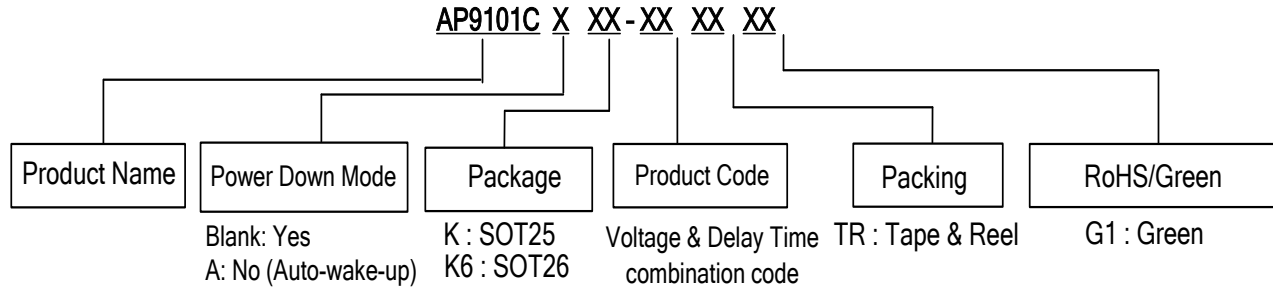 AP9101C X XX - XX XX XX
Product Name
Power Down Mode
Package
Product Code
Packing
RoHS/Green
Blank: Yes
A: No (Auto-wake-up)
K : SOT25
K6 : SOT26
Voltage & Delay Time
combination code
TR : Tape & Reel
G1 : Green